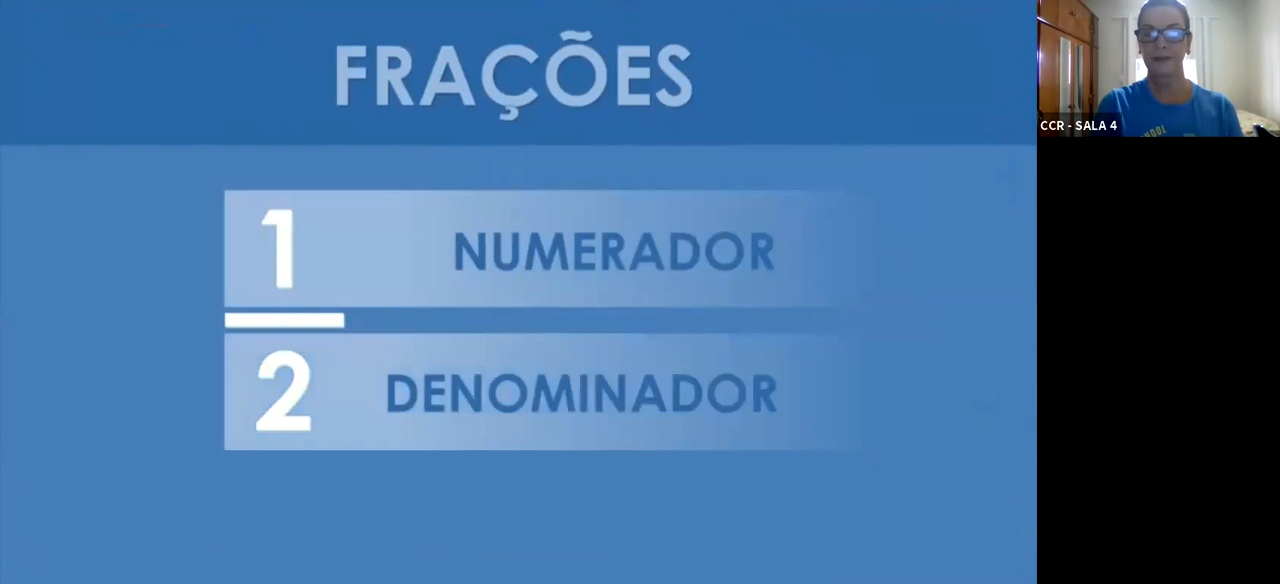 FRAÇÕES
1 NUMERADOR
2 DENOMINADOR
CCR - SALA 4